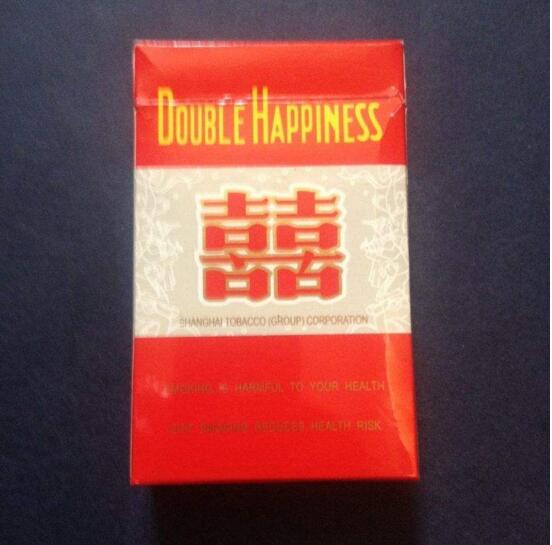 DOUBLE HAPPINESS
囍
SHANGHAI TOBACCO (GROUP) CORPORATION
SMOKING IS HARMFUL TO YOUR HEALTH
QUIT SMOKING REDUCES HEALTH RISK